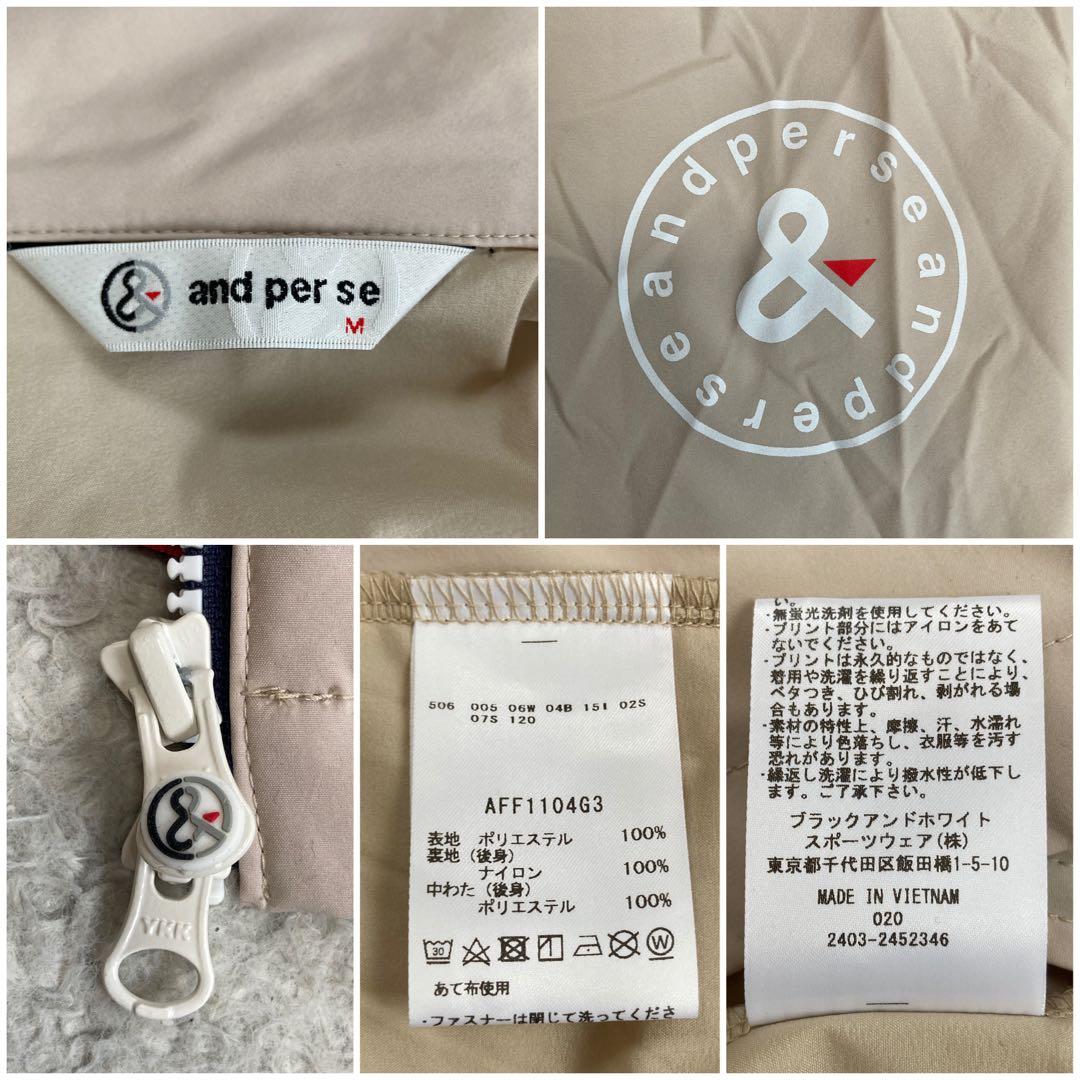 & and per se
M
andperseandperse
&
&
YKK
506 005 06W 04B 15I 02S
07S 120
AFF1104G3
表地 ポリエステル 100%
裏地(後身)
ナイロン 100%
中わた(後身)
ポリエステル 100%
30 W
あて布使用
・ファスナーは閉じて洗ってくださ
い。
・無蛍光洗剤を使用してください。
・プリント部分にはアイロンをあて
ないでください。
・プリントは永久的なものではなく、
着用や洗濯を繰り返すことにより、
ベタつき、ひび割れ、剥がれる場
合もあります。
・素材の特性上、摩擦、汗、水濡れ
等により色落ちし、衣服等を汚す
恐れがあります。
・繰返し洗濯により撥水性が低下し
ます。ご了承下さい。
ブラックアンドホワイト
スポーツウェア(株)
東京都千代田区飯田橋1-5-10
MADE IN VIETNAM
020
2403-2452346